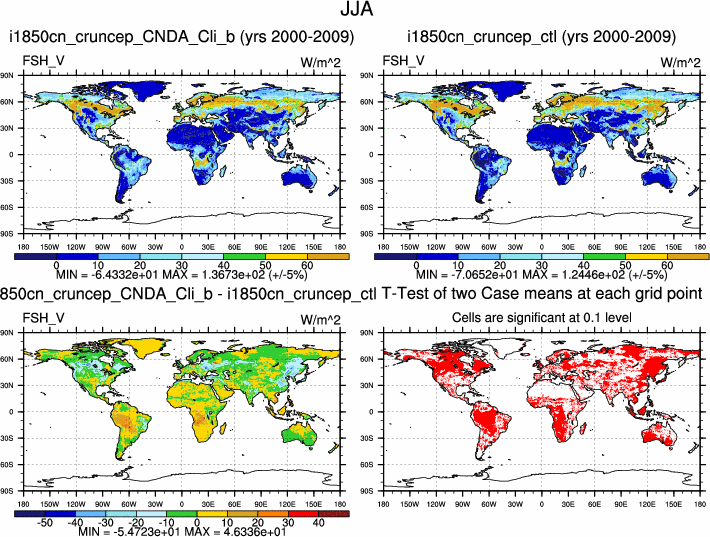 JJA
i1850cn_cruncep_CNDA_Cli_b (yrs 2000-2009)
FSH_V W/m^2
90N
60N
30N
0
30S
60S
90S
180 150W 120W 90W 60W 30W 0 30E 60E 90E 120E 150E 180
0 10 20 30 40 50 60
MIN = -6.4332e+01 MAX = 1.3673e+02 (+/-5%)
i1850cn_cruncep_ctl (yrs 2000-2009)
FSH_V W/m^2
90N
60N
30N
0
30S
60S
90S
180 150W 120W 90W 60W 30W 0 30E 60E 90E 120E 150E 180
0 10 20 30 40 50 60
MIN = -7.0652e+01 MAX = 1.2446e+02 (+/-5%)
850cn_cruncep_CNDA_Cli_b - i1850cn_cruncep_ctl
FSH_V W/m^2
90N
60N
30N
0
30S
60S
90S
180 150W 120W 90W 60W 30W 0 30E 60E 90E 120E 150E 180
-50 -40 -30 -20 -10 0 10 20 30 40
MIN = -5.4723e+01 MAX = 4.6336e+01
T-Test of two Case means at each grid point
Cells are significant at 0.1 level
90N
60N
30N
0
30S
60S
90S
180 150W 120W 90W 60W 30W 0 30E 60E 90E 120E 150E 180